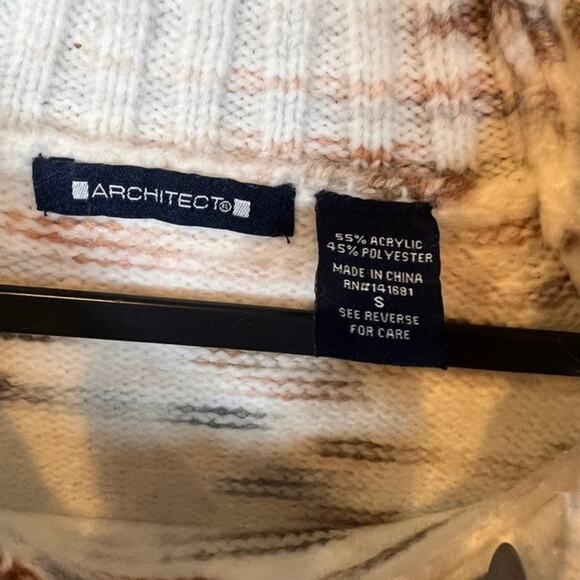 ARCHITECT®
55% ACRYLIC
45% POLYESTER
MADE IN CHINA
RN#141681
S
SEE REVERSE
FOR CARE